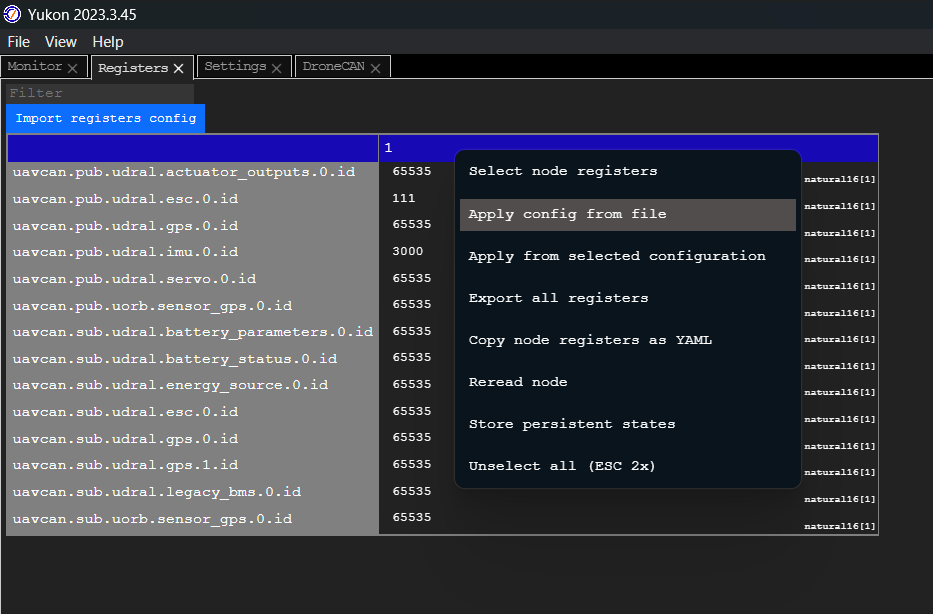 Yukon 2023.3.45
File View Help
Monitor Registers Settings DroneCAN
Filter
Import registers config
1
uavcan.pub.udral.actuator_outputs.0.id 65535 natural16[1]
uavcan.pub.udral.esc.0.id 111 natural16[1]
uavcan.pub.udral.gps.0.id 65535 natural16[1]
uavcan.pub.udral.imu.0.id 3000 natural16[1]
uavcan.pub.udral.servo.0.id 65535 natural16[1]
uavcan.pub.uorb.sensor_gps.0.id 65535 natural16[1]
uavcan.sub.udral.battery_parameters.0.id 65535 natural16[1]
uavcan.sub.udral.battery_status.0.id 65535 natural16[1]
uavcan.sub.udral.energy_source.0.id 65535 natural16[1]
uavcan.sub.udral.esc.0.id 65535 natural16[1]
uavcan.sub.udral.gps.0.id 65535 natural16[1]
uavcan.sub.udral.gps.1.id 65535 natural16[1]
uavcan.sub.udral.legacy_bms.0.id 65535 natural16[1]
uavcan.sub.uorb.sensor_gps.0.id 65535 natural16[1]
Select node registers
Apply config from file
Apply from selected configuration
Export all registers
Copy node registers as YAML
Reread node
Store persistent states
Unselect all (ESC 2x)